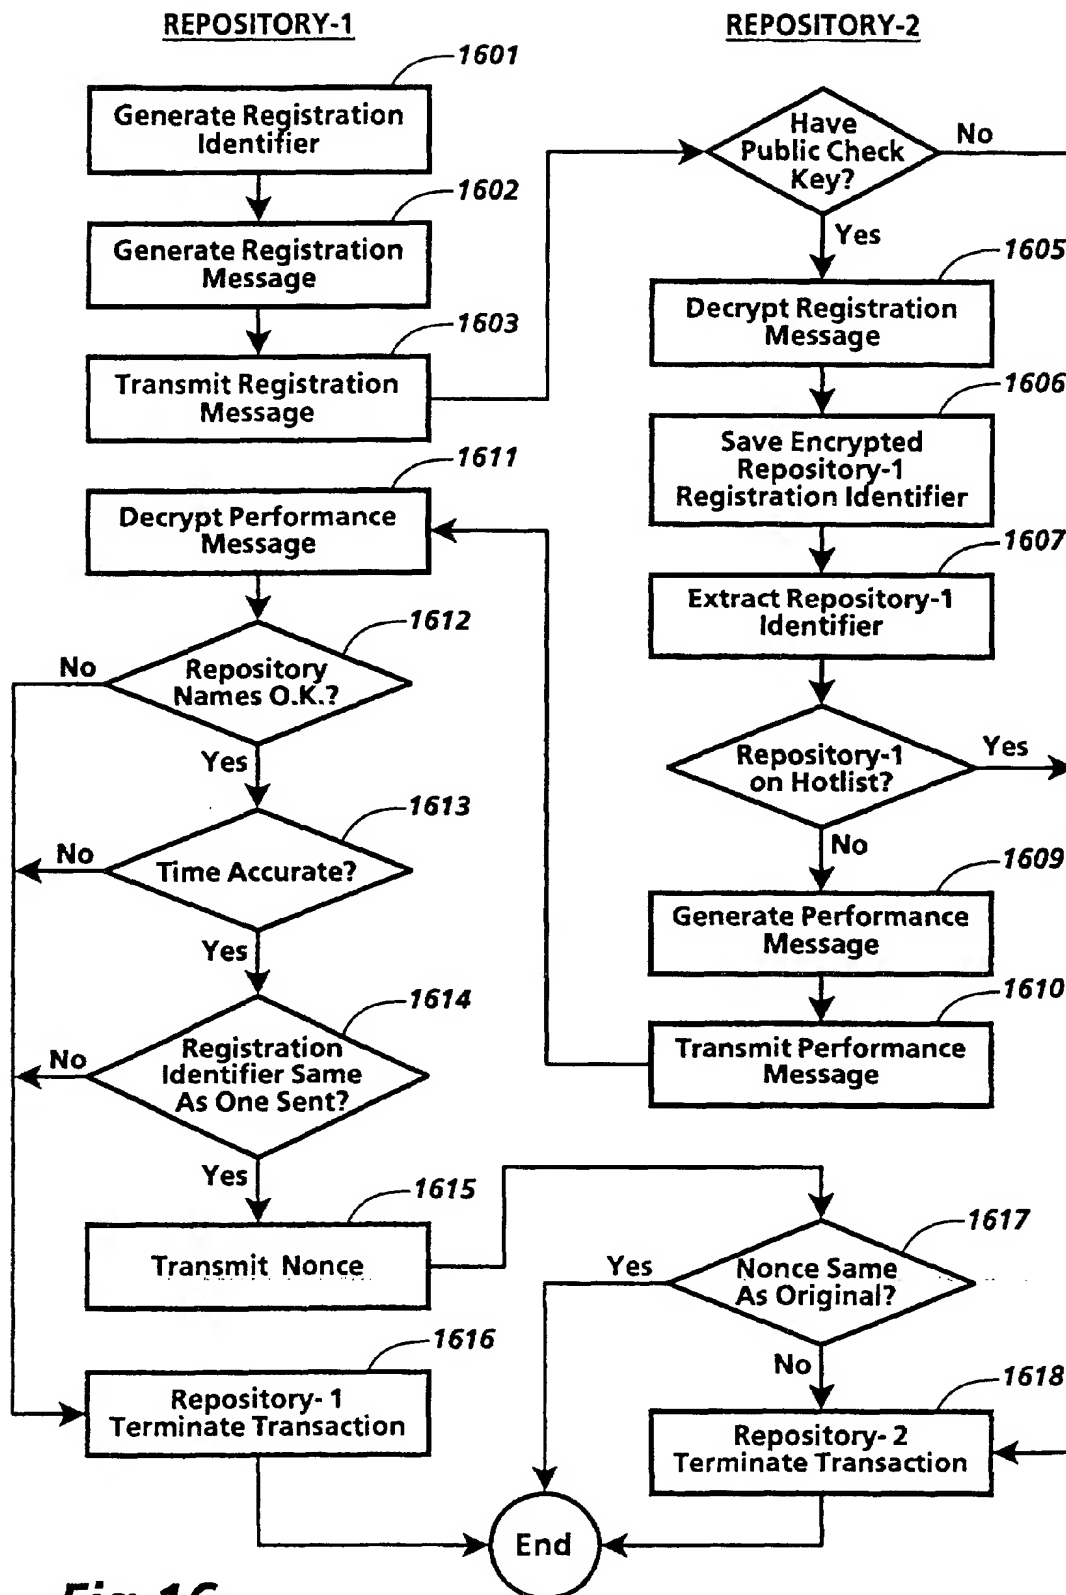 REPOSITORY-1
REPOSITORY-2
1601
Generate Registration
Identifier
1602
Generate Registration
Message
1603
Transmit Registration
Message
Have
Public Check
Key?
No
Yes
1605
Decrypt Registration
Message
1606
Save Encrypted
Repository-1
Registration Identifier
1607
Extract Repository-1
Identifier
Repository-1
on Hotlist?
Yes
No
1609
Generate Performance
Message
1610
Transmit Performance
Message
1611
Decrypt Performance
Message
1612
Repository
Names O.K.?
No
Yes
1613
Time Accurate?
No
Yes
1614
Registration
Identifier Same
As One Sent?
No
Yes
1615
Transmit Nonce
1616
Repository- 1
Terminate Transaction
1617
Nonce Same
As Original?
Yes
No
1618
Repository- 2
Terminate Transaction
End
Fig 16